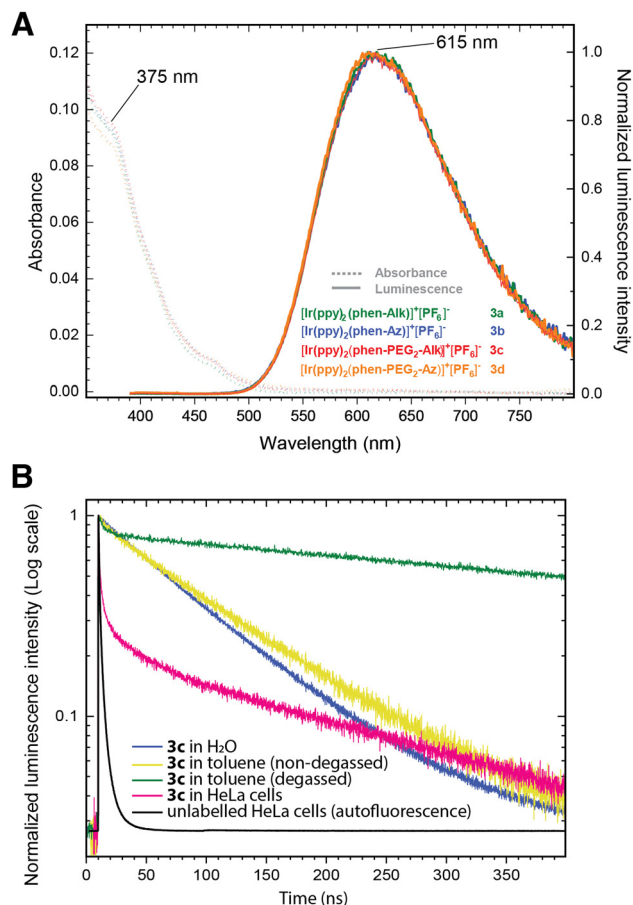 A
0.12
0.10
0.08
0.06
0.04
0.02
0.00
Absorbance
375 nm
615 nm
1.0
0.8
0.6
0.4
0.2
0.0
Normalized luminescence intensity
Absorbance
Luminescence
[Ir(ppy)₂(phen-Alk)]⁺[PF₆]⁻ 3a
[Ir(ppy)₂(phen-Az)]⁺[PF₆]⁻ 3b
[Ir(ppy)₂(phen-PEG₂-Alk)]⁺[PF₆]⁻ 3c
[Ir(ppy)₂(phen-PEG₂-Az)]⁺[PF₆]⁻ 3d
400 450 500 550 600 650 700 750
Wavelength (nm)
B
Normalized luminescence intensity (Log scale)
1
0.1
3c in H₂O
3c in toluene (non-degassed)
3c in toluene (degassed)
3c in HeLa cells
unlabelled HeLa cells (autofluorescence)
0 50 100 150 200 250 300 350
Time (ns)